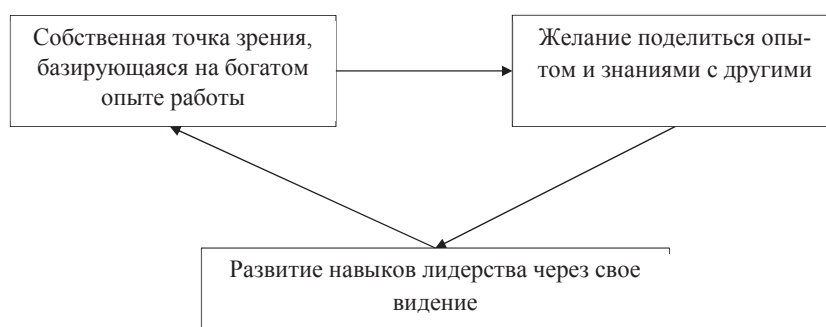 Собственная точка зрения,
базирующаяся на богатом
опыте работы
Желание поделиться опы-
том и знаниями с другими
Развитие навыков лидерства через свое
видение